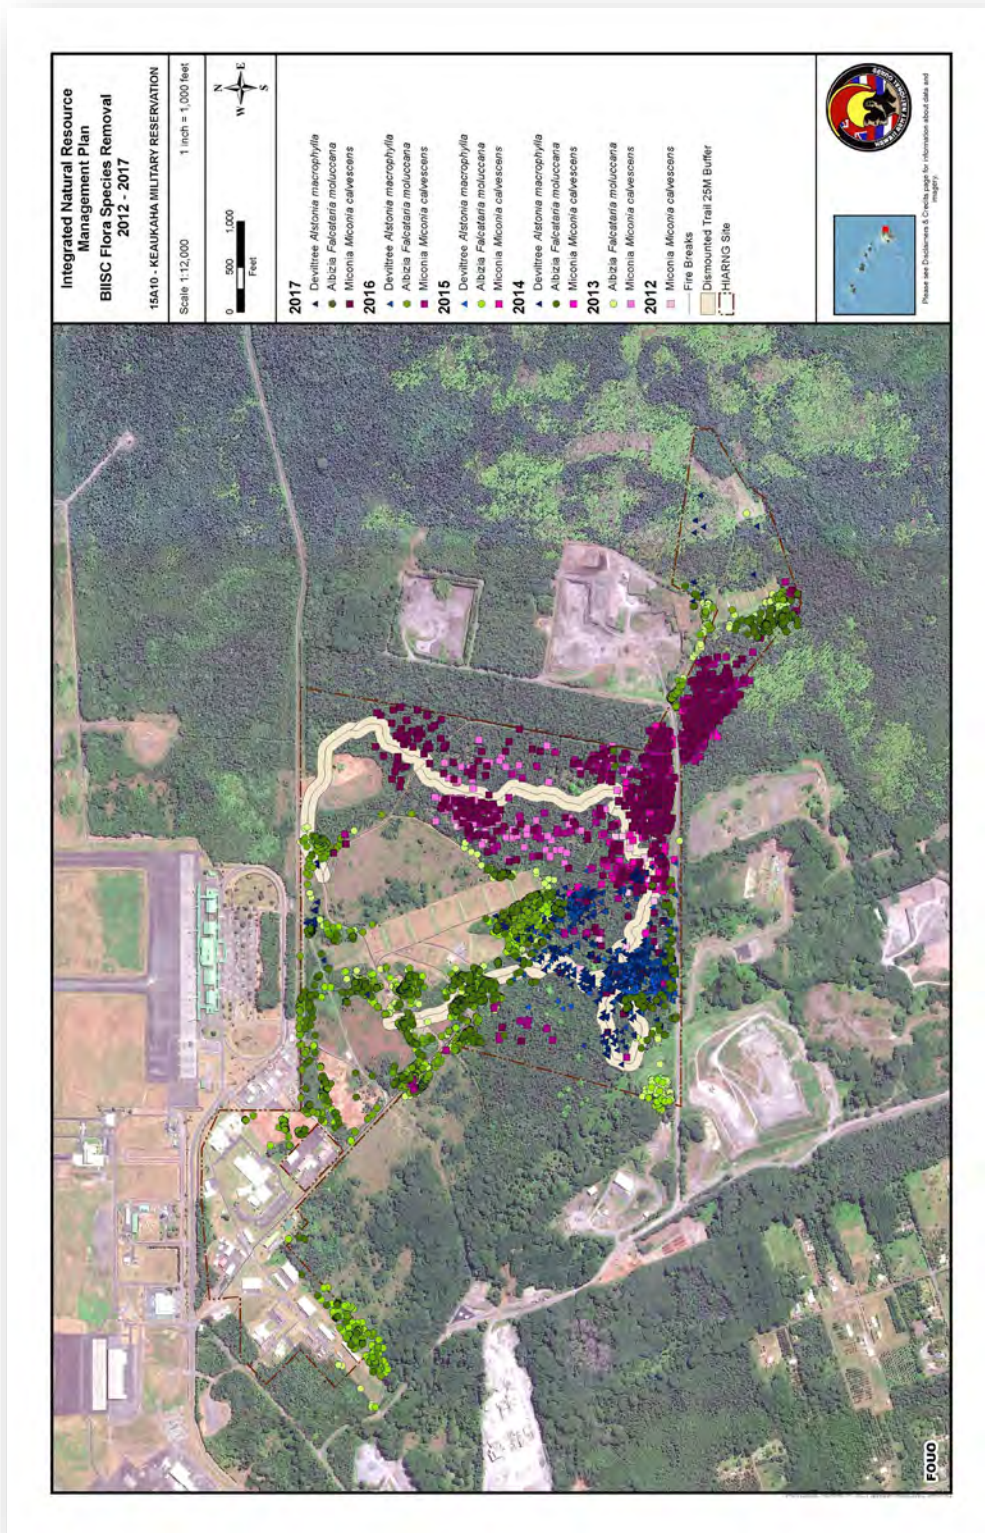 Integrated Natural Resource
Management Plan
BIISC Flora Species Removal
2012 - 2017
15A10 - KEAUKAHA MILITARY RESERVATION
Scale 1:12,000
1 inch = 1,000 feet
0 500 1,000
Feet
N
E
S
W
2017
Deviltree Alstonia macrophylla
Albizia Falcataria moluccana
Miconia Miconia calvescens
2016
Deviltree Alstonia macrophylla
Albizia Falcataria moluccana
Miconia Miconia calvescens
2015
Deviltree Alstonia macrophylla
Albizia Falcataria moluccana
Miconia Miconia calvescens
2014
Deviltree Alstonia macrophylla
Albizia Falcataria moluccana
Miconia Miconia calvescens
2013
Albizia Falcataria moluccana
Miconia Miconia calvescens
2012
Miconia Miconia calvescens
Fire Breaks
Dismounted Trail 25M Buffer
HIARNG Site
HAWAII ARMY NATIONAL GUARD
Please see Disclaimers & Credits page for information about data and
imagery.
FOUO